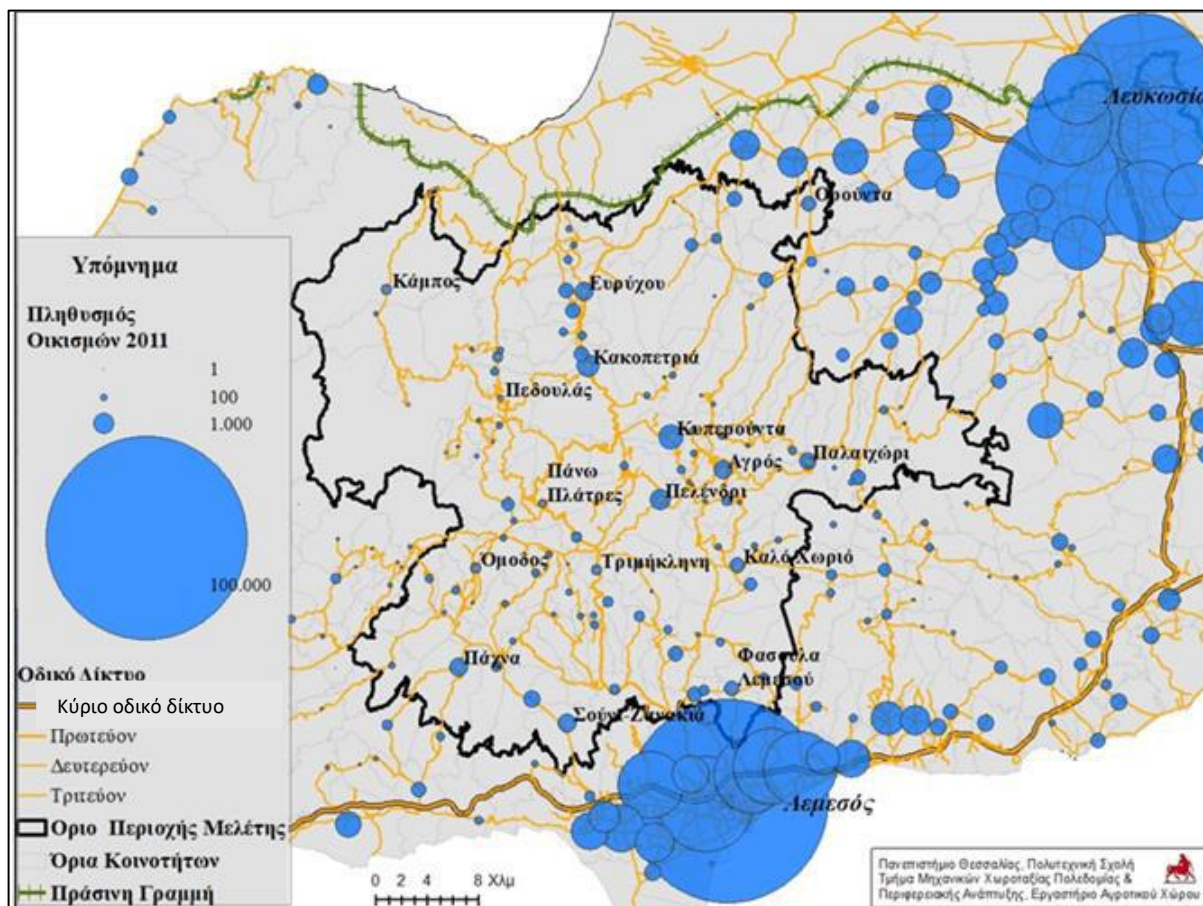 Λευκωσία
Ορούντα
Κάμπος
Ευρύχου
Κακοπετριά
Πεδουλάς
Κυπερούντα
Αγρός
Παλαιχώρι
Πάνω
Πλάτρες
Πελένδρι
Όμοδος
Τριμήκληνη
Καλό Χωριό
Πάχνα
Φασούλα
Λεμεσού
Σούνι-Ζανακιά
Λεμεσός
Υπόμνημα
Πληθυσμός
Οικισμών 2011
1
100
1.000
100.000
Οδικό Δίκτυο
Κύριο οδικό δίκτυο
Πρωτεύον
Δευτερεύον
Τριτεύον
Οριο Περιοχής Μελέτης
Όρια Κοινοτήτων
Πράσινη Γραμμή
0 2 4 8 Χλμ
Πανεπιστήμιο Θεσσαλίας, Πολυτεχνική Σχολή
Τμήμα Μηχανικών Χωροταξίας Πολεδομίας &
Περιφερειακής Ανάπτυξης, Εργαστήριο Αγροτικού Χώρου